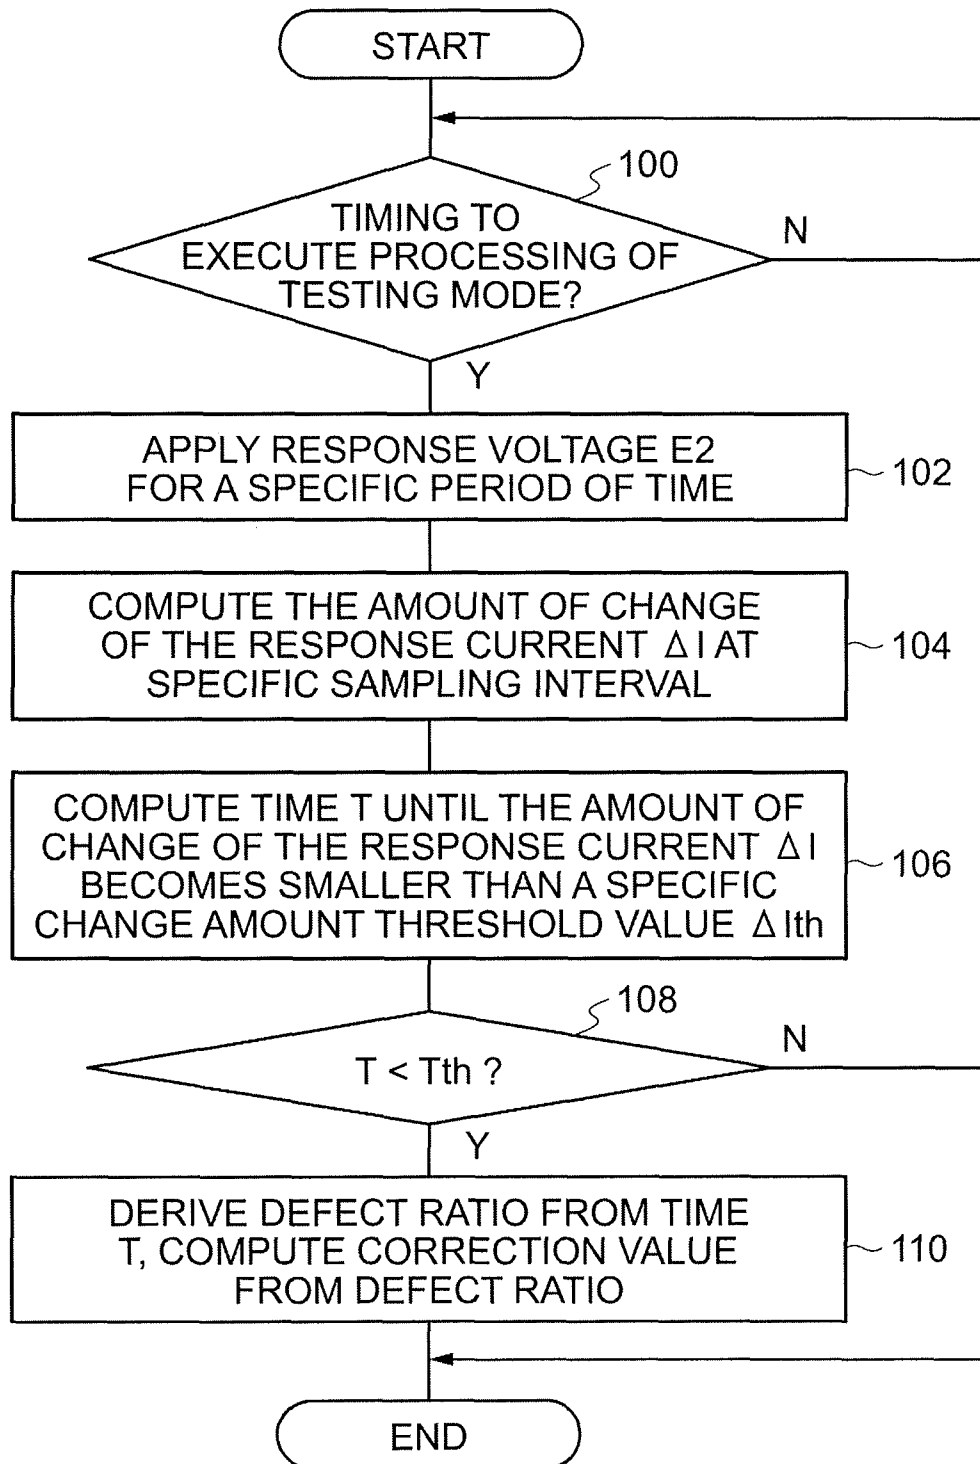 START
100
TIMING TO
EXECUTE PROCESSING OF
TESTING MODE?
N
Y
APPLY RESPONSE VOLTAGE E2
FOR A SPECIFIC PERIOD OF TIME
102
COMPUTE THE AMOUNT OF CHANGE
OF THE RESPONSE CURRENT Δ I AT
SPECIFIC SAMPLING INTERVAL
104
COMPUTE TIME T UNTIL THE AMOUNT OF
CHANGE OF THE RESPONSE CURRENT Δ I
BECOMES SMALLER THAN A SPECIFIC
CHANGE AMOUNT THRESHOLD VALUE Δ Ith
106
108
T < Tth ?
N
Y
DERIVE DEFECT RATIO FROM TIME
T, COMPUTE CORRECTION VALUE
FROM DEFECT RATIO
110
END